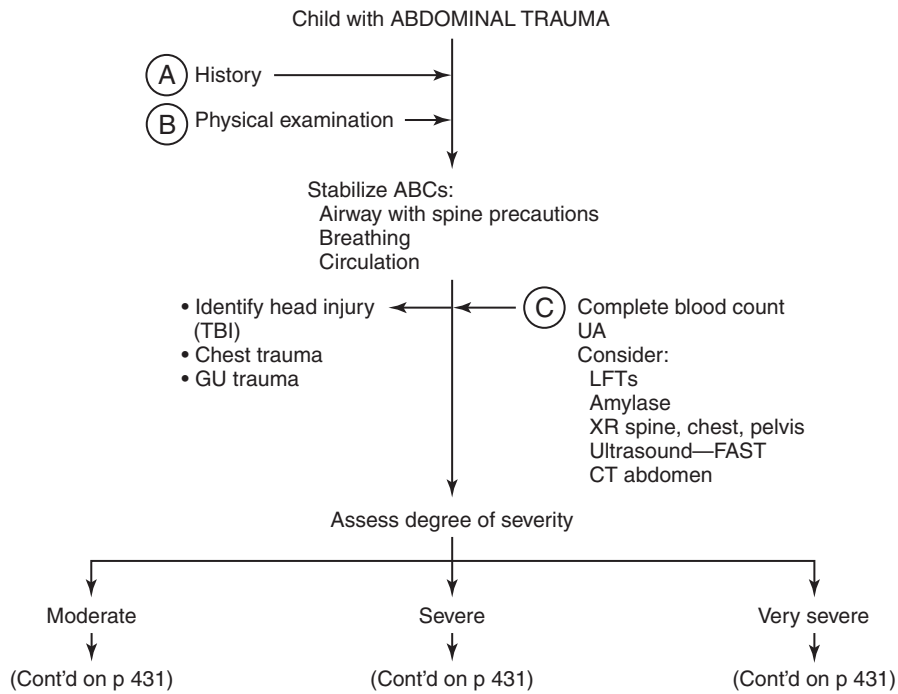 Child with ABDOMINAL TRAUMA
A History
B Physical examination
Stabilize ABCs:
Airway with spine precautions
Breathing
Circulation
• Identify head injury
(TBI)
• Chest trauma
• GU trauma
C Complete blood count
UA
Consider:
LFTs
Amylase
XR spine, chest, pelvis
Ultrasound—FAST
CT abdomen
Assess degree of severity
Moderate
Severe
Very severe
(Cont'd on p 431)
(Cont'd on p 431)
(Cont'd on p 431)